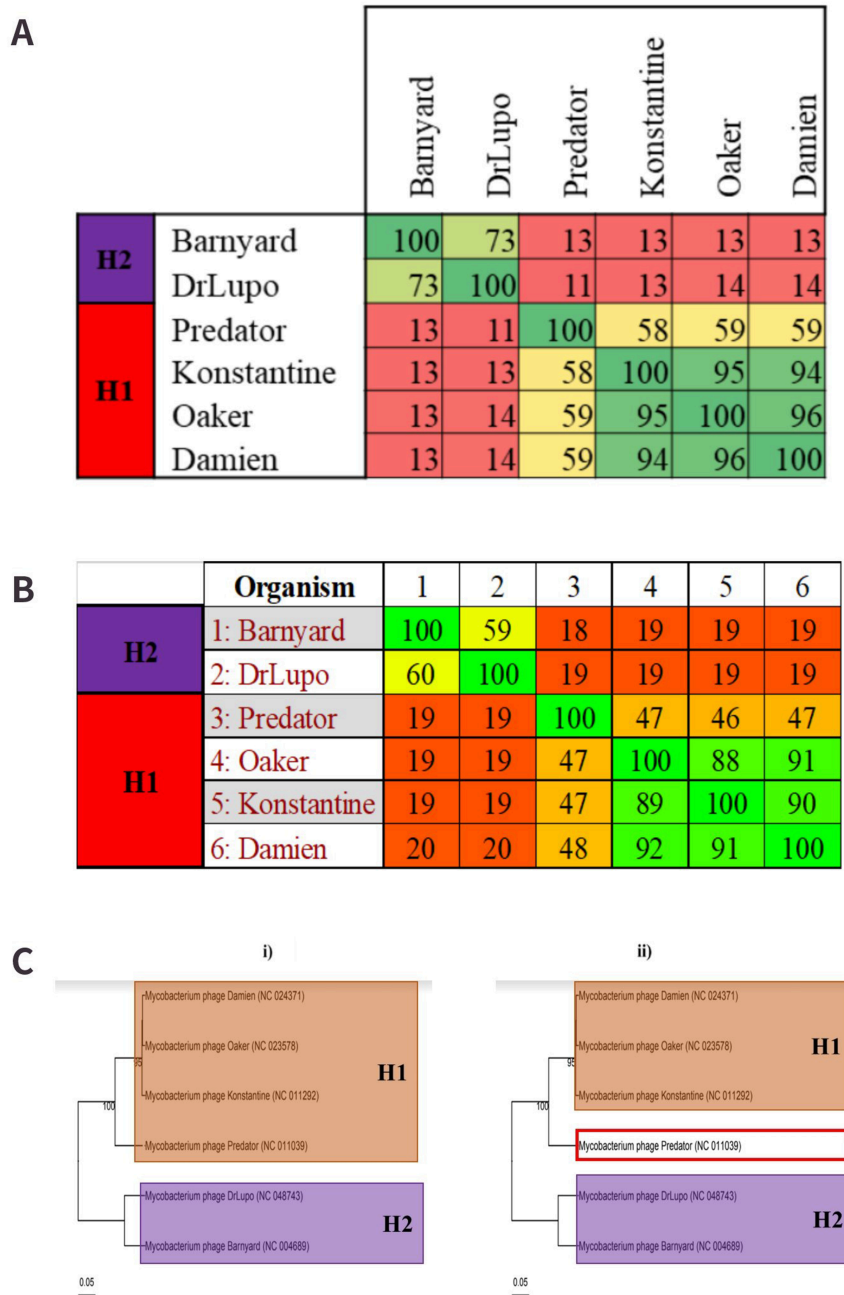 A
Barnyard DrLupo Predator Konstantine Oaker Damien
H2
Barnyard 100 73 13 13 13 13
DrLupo 73 100 11 13 14 14
H1
Predator 13 11 100 58 59 59
Konstantine 13 13 58 100 95 94
Oaker 13 14 59 95 100 96
Damien 13 14 59 94 96 100
B
Organism 1 2 3 4 5 6
H2
1: Barnyard 100 59 18 19 19 19
2: DrLupo 60 100 19 19 19 19
H1
3: Predator 19 19 100 47 46 47
4: Oaker 19 19 47 100 88 91
5: Konstantine 19 19 47 89 100 90
6: Damien 20 20 48 92 91 100
C
i)
Mycobacterium phage Damien (NC 024371)
Mycobacterium phage Oaker (NC 023578)
95
H1
Mycobacterium phage Konstantine (NC 011292)
100
Mycobacterium phage Predator (NC 011039)
Mycobacterium phage DrLupo (NC 048743)
H2
Mycobacterium phage Barnyard (NC 004689)
0.05
ii)
Mycobacterium phage Damien (NC 024371)
Mycobacterium phage Oaker (NC 023578)
H1
95
Mycobacterium phage Konstantine (NC 011292)
100
Mycobacterium phage Predator (NC 011039)
Mycobacterium phage DrLupo (NC 048743)
H2
Mycobacterium phage Barnyard (NC 004689)
0.05